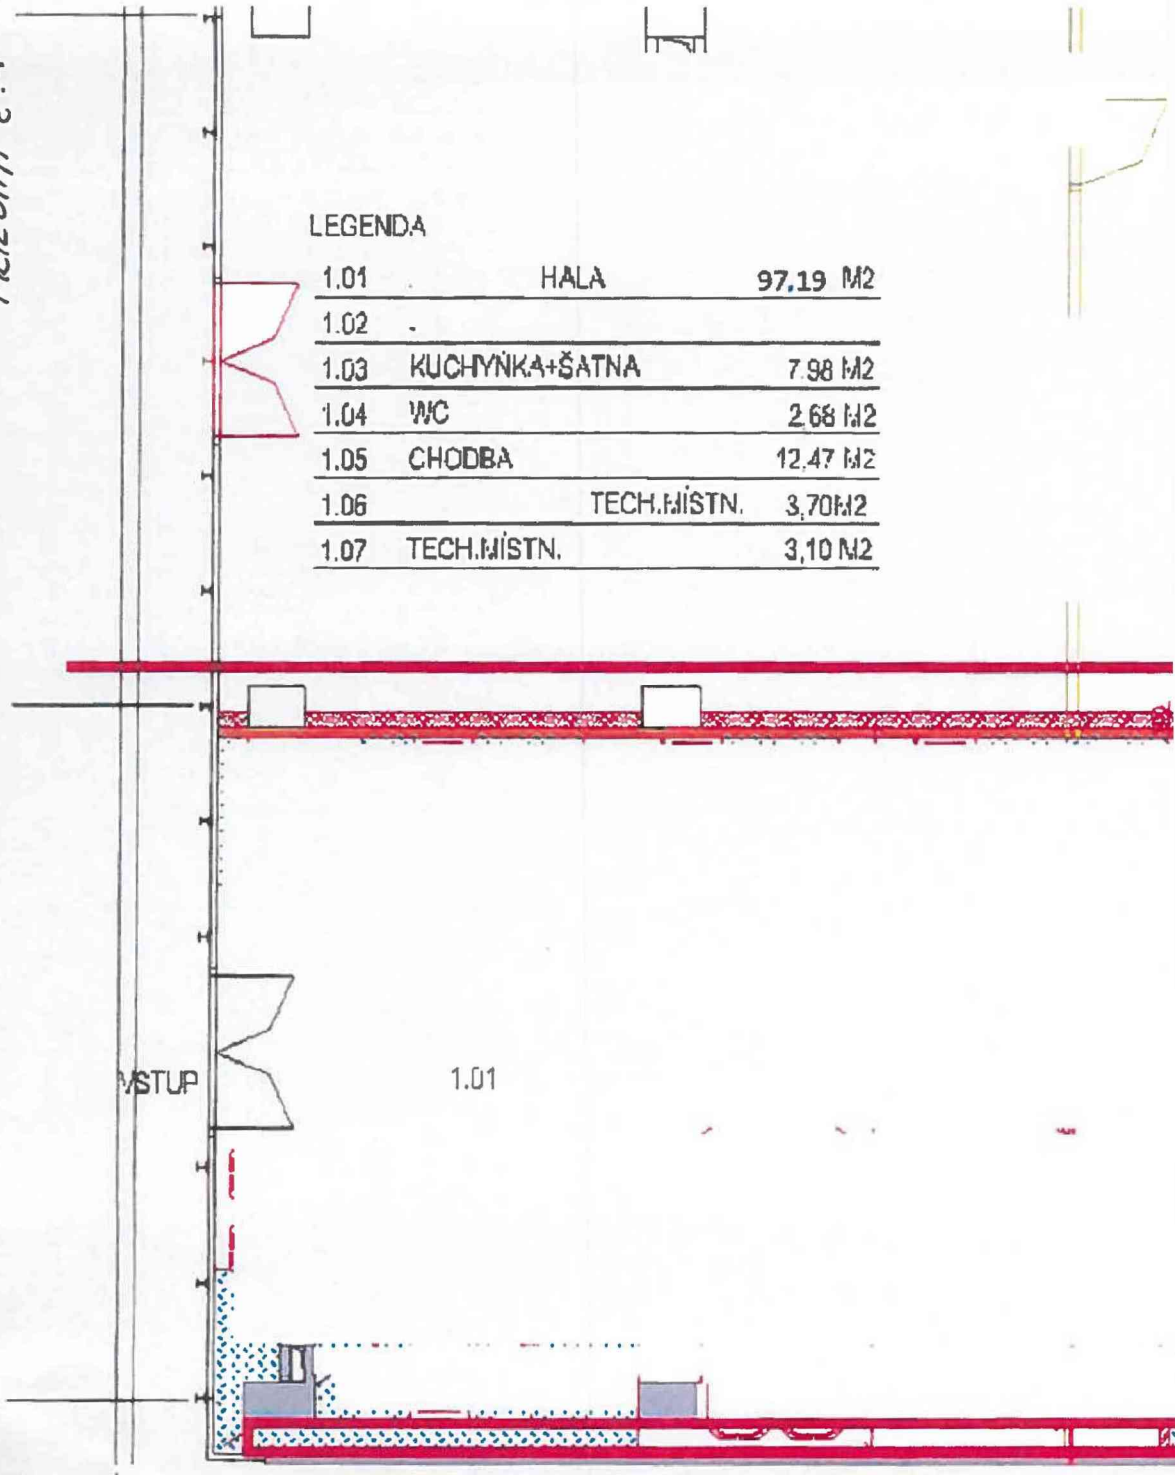 LEGENDA
1.01 . HALA 97.19 M2
1.02 .
1.03 KUCHYŇKA+ŠATNA 7.98 M2
1.04 WC 2,68 M2
1.05 CHODBA 12,47 M2
1.06 TECH.MÍSTN. 3,70M2
1.07 TECH.MÍSTN. 3,10 M2
VSTUP
1.01